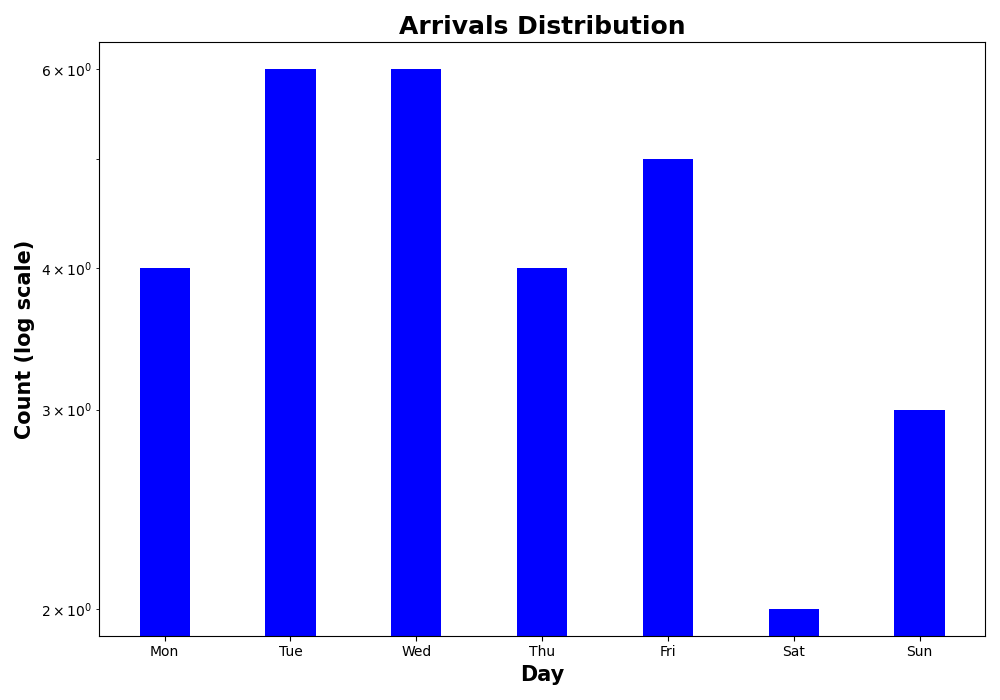 Arrivals Distribution
Count (log scale)
6 × 10⁰
4 × 10⁰
3 × 10⁰
2 × 10⁰
Mon Tue Wed Thu Fri Sat Sun
Day